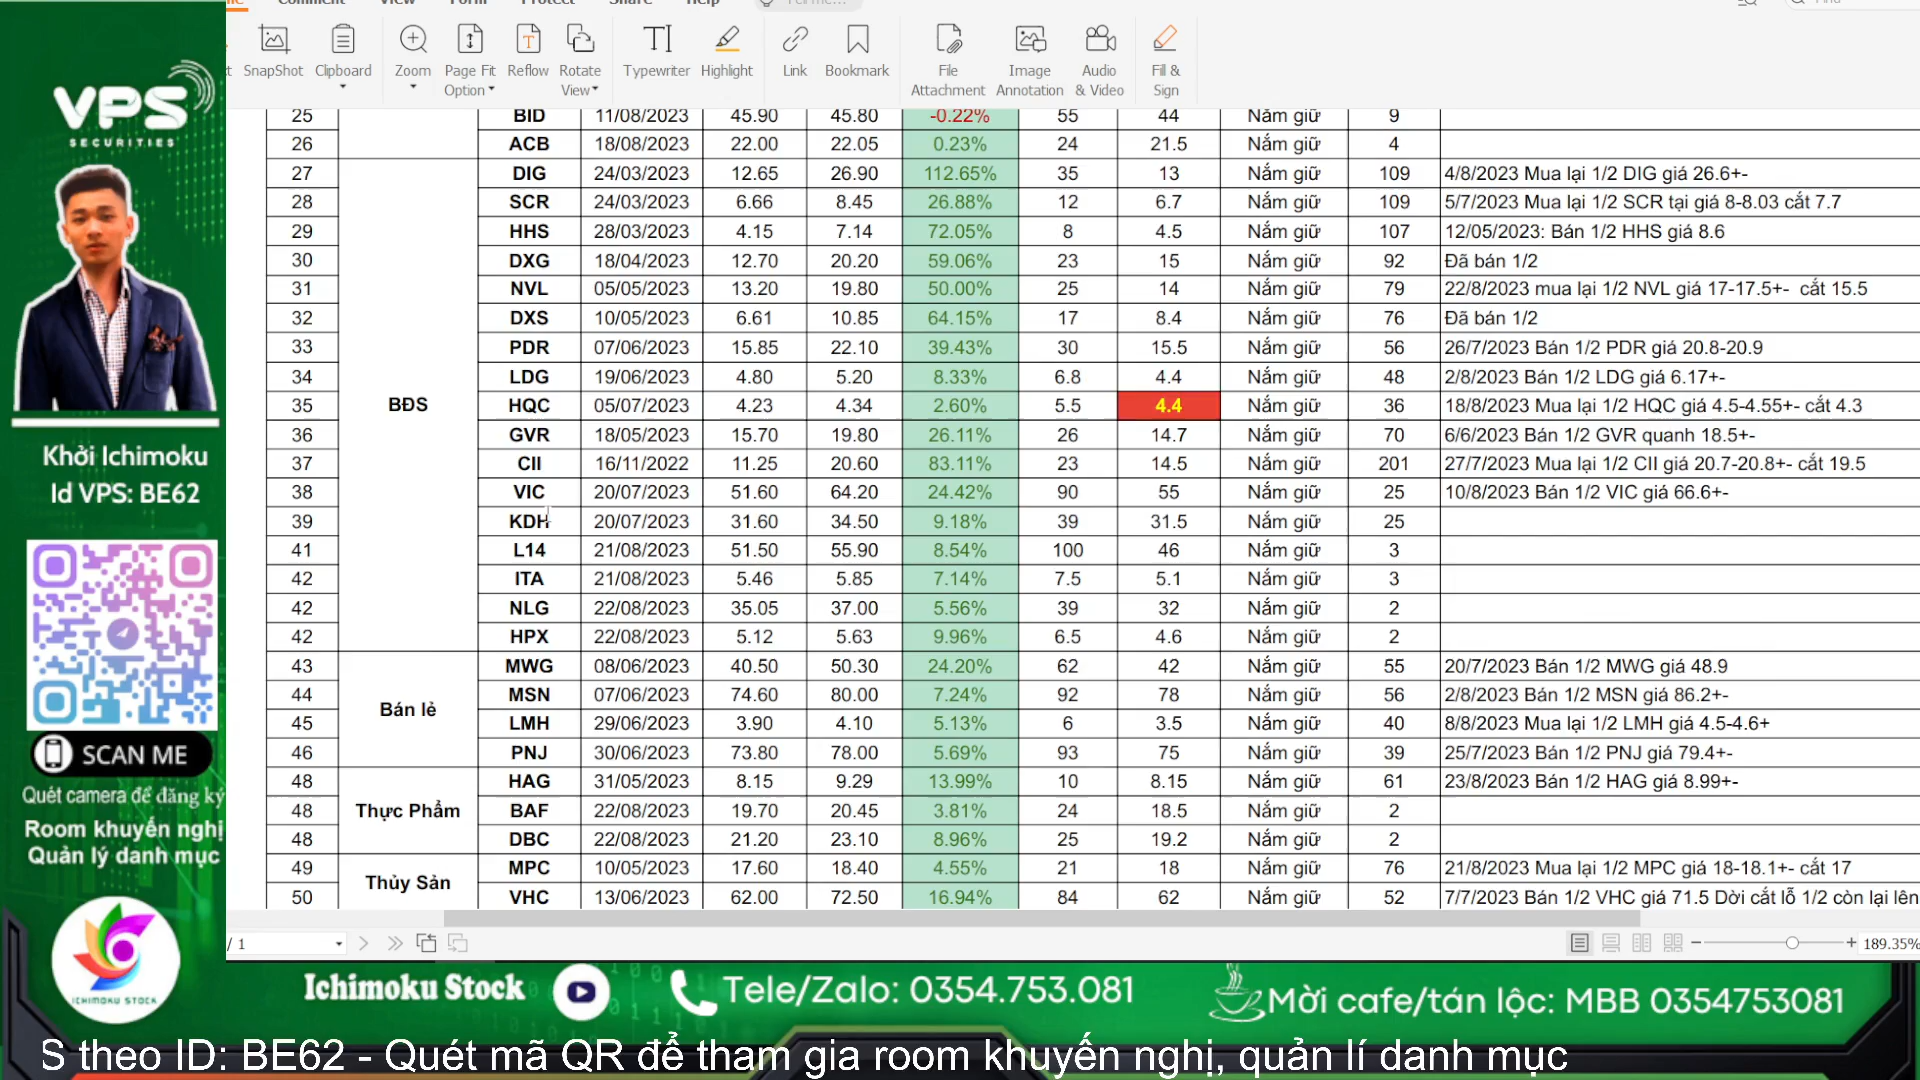 Comment View Form Protect Share Help Tell me... Find
SnapShot Clipboard Zoom Page Fit Option Reflow Rotate View Typewriter Highlight Link Bookmark File Attachment Image Annotation Audio & Video Fill & Sign
VPS
SECURITIES
Khởi Ichimoku
Id VPS: BE62
SCAN ME
Quét camera để đăng ký
Room khuyến nghị
Quản lý danh mục
ICHIMOKU STOCK
25 BID 11/08/2023 45.90 45.80 -0.22% 55 44 Nắm giữ 9
26 ACB 18/08/2023 22.00 22.05 0.23% 24 21.5 Nắm giữ 4
BĐS
27 DIG 24/03/2023 12.65 26.90 112.65% 35 13 Nắm giữ 109 4/8/2023 Mua lại 1/2 DIG giá 26.6+-
28 SCR 24/03/2023 6.66 8.45 26.88% 12 6.7 Nắm giữ 109 5/7/2023 Mua lại 1/2 SCR tại giá 8-8.03 cắt 7.7
29 HHS 28/03/2023 4.15 7.14 72.05% 8 4.5 Nắm giữ 107 12/05/2023: Bán 1/2 HHS giá 8.6
30 DXG 18/04/2023 12.70 20.20 59.06% 23 15 Nắm giữ 92 Đã bán 1/2
31 NVL 05/05/2023 13.20 19.80 50.00% 25 14 Nắm giữ 79 22/8/2023 mua lại 1/2 NVL giá 17-17.5+- cắt 15.5
32 DXS 10/05/2023 6.61 10.85 64.15% 17 8.4 Nắm giữ 76 Đã bán 1/2
33 PDR 07/06/2023 15.85 22.10 39.43% 30 15.5 Nắm giữ 56 26/7/2023 Bán 1/2 PDR giá 20.8-20.9
34 LDG 19/06/2023 4.80 5.20 8.33% 6.8 4.4 Nắm giữ 48 2/8/2023 Bán 1/2 LDG giá 6.17+-
35 HQC 05/07/2023 4.23 4.34 2.60% 5.5 4.4 Nắm giữ 36 18/8/2023 Mua lại 1/2 HQC giá 4.5-4.55+- cắt 4.3
36 GVR 18/05/2023 15.70 19.80 26.11% 26 14.7 Nắm giữ 70 6/6/2023 Bán 1/2 GVR quanh 18.5+-
37 CII 16/11/2022 11.25 20.60 83.11% 23 14.5 Nắm giữ 201 27/7/2023 Mua lại 1/2 CII giá 20.7-20.8+- cắt 19.5
38 VIC 20/07/2023 51.60 64.20 24.42% 90 55 Nắm giữ 25 10/8/2023 Bán 1/2 VIC giá 66.6+-
39 KDH 20/07/2023 31.60 34.50 9.18% 39 31.5 Nắm giữ 25
41 L14 21/08/2023 51.50 55.90 8.54% 100 46 Nắm giữ 3
42 ITA 21/08/2023 5.46 5.85 7.14% 7.5 5.1 Nắm giữ 3
42 NLG 22/08/2023 35.05 37.00 5.56% 39 32 Nắm giữ 2
42 HPX 22/08/2023 5.12 5.63 9.96% 6.5 4.6 Nắm giữ 2
Bán lẻ
43 MWG 08/06/2023 40.50 50.30 24.20% 62 42 Nắm giữ 55 20/7/2023 Bán 1/2 MWG giá 48.9
44 MSN 07/06/2023 74.60 80.00 7.24% 92 78 Nắm giữ 56 2/8/2023 Bán 1/2 MSN giá 86.2+-
45 LMH 29/06/2023 3.90 4.10 5.13% 6 3.5 Nắm giữ 40 8/8/2023 Mua lại 1/2 LMH giá 4.5-4.6+
46 PNJ 30/06/2023 73.80 78.00 5.69% 93 75 Nắm giữ 39 25/7/2023 Bán 1/2 PNJ giá 79.4+-
Thực Phẩm
48 HAG 31/05/2023 8.15 9.29 13.99% 10 8.15 Nắm giữ 61 23/8/2023 Bán 1/2 HAG giá 8.99+-
48 BAF 22/08/2023 19.70 20.45 3.81% 24 18.5 Nắm giữ 2
48 DBC 22/08/2023 21.20 23.10 8.96% 25 19.2 Nắm giữ 2
Thủy Sản
49 MPC 10/05/2023 17.60 18.40 4.55% 21 18 Nắm giữ 76 21/8/2023 Mua lại 1/2 MPC giá 18-18.1+- cắt 17
50 VHC 13/06/2023 62.00 72.50 16.94% 84 62 Nắm giữ 52 7/7/2023 Bán 1/2 VHC giá 71.5 Dời cắt lỗ 1/2 còn lại lên
/ 1 189.35%
Ichimoku Stock Tele/Zalo: 0354.753.081 Mời cafe/tán lộc: MBB 0354753081
S theo ID: BE62 - Quét mã QR để tham gia room khuyến nghị, quản lí danh mục